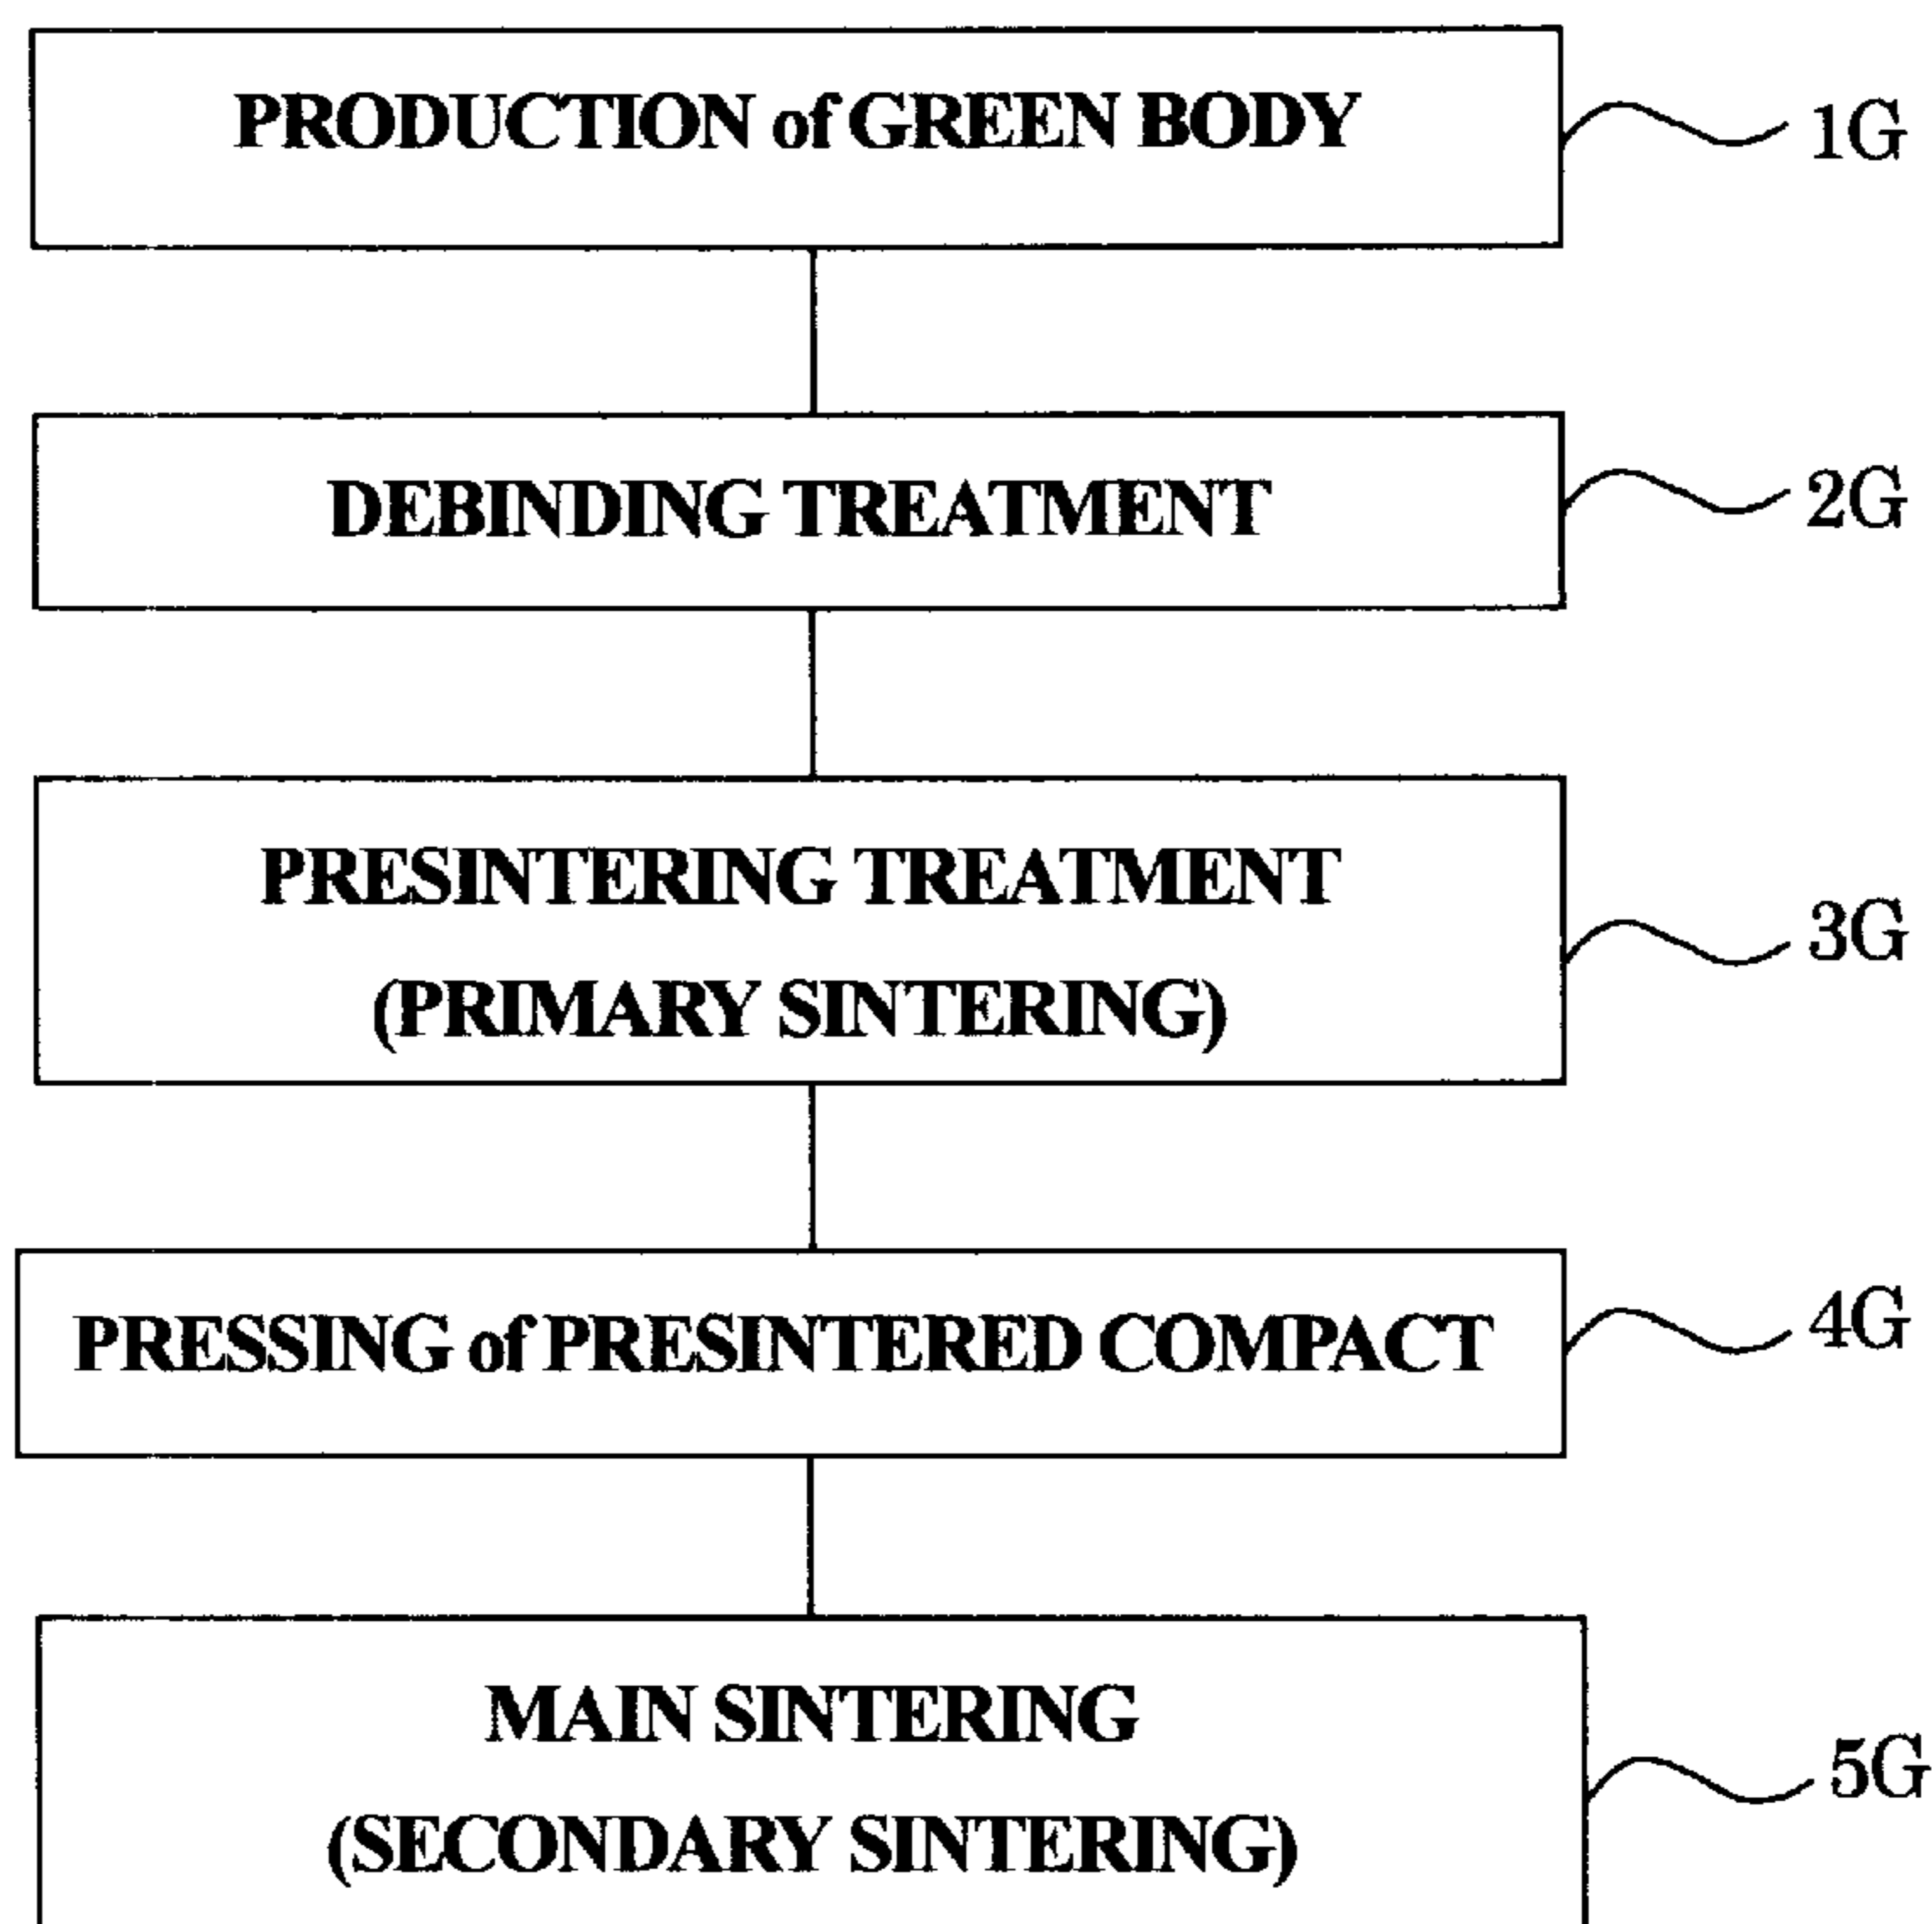 PRODUCTION of GREEN BODY
1G
DEBINDING TREATMENT
2G
PRESINTERING TREATMENT
(PRIMARY SINTERING)
3G
PRESSING of PRESINTERED COMPACT
4G
MAIN SINTERING
(SECONDARY SINTERING)
5G